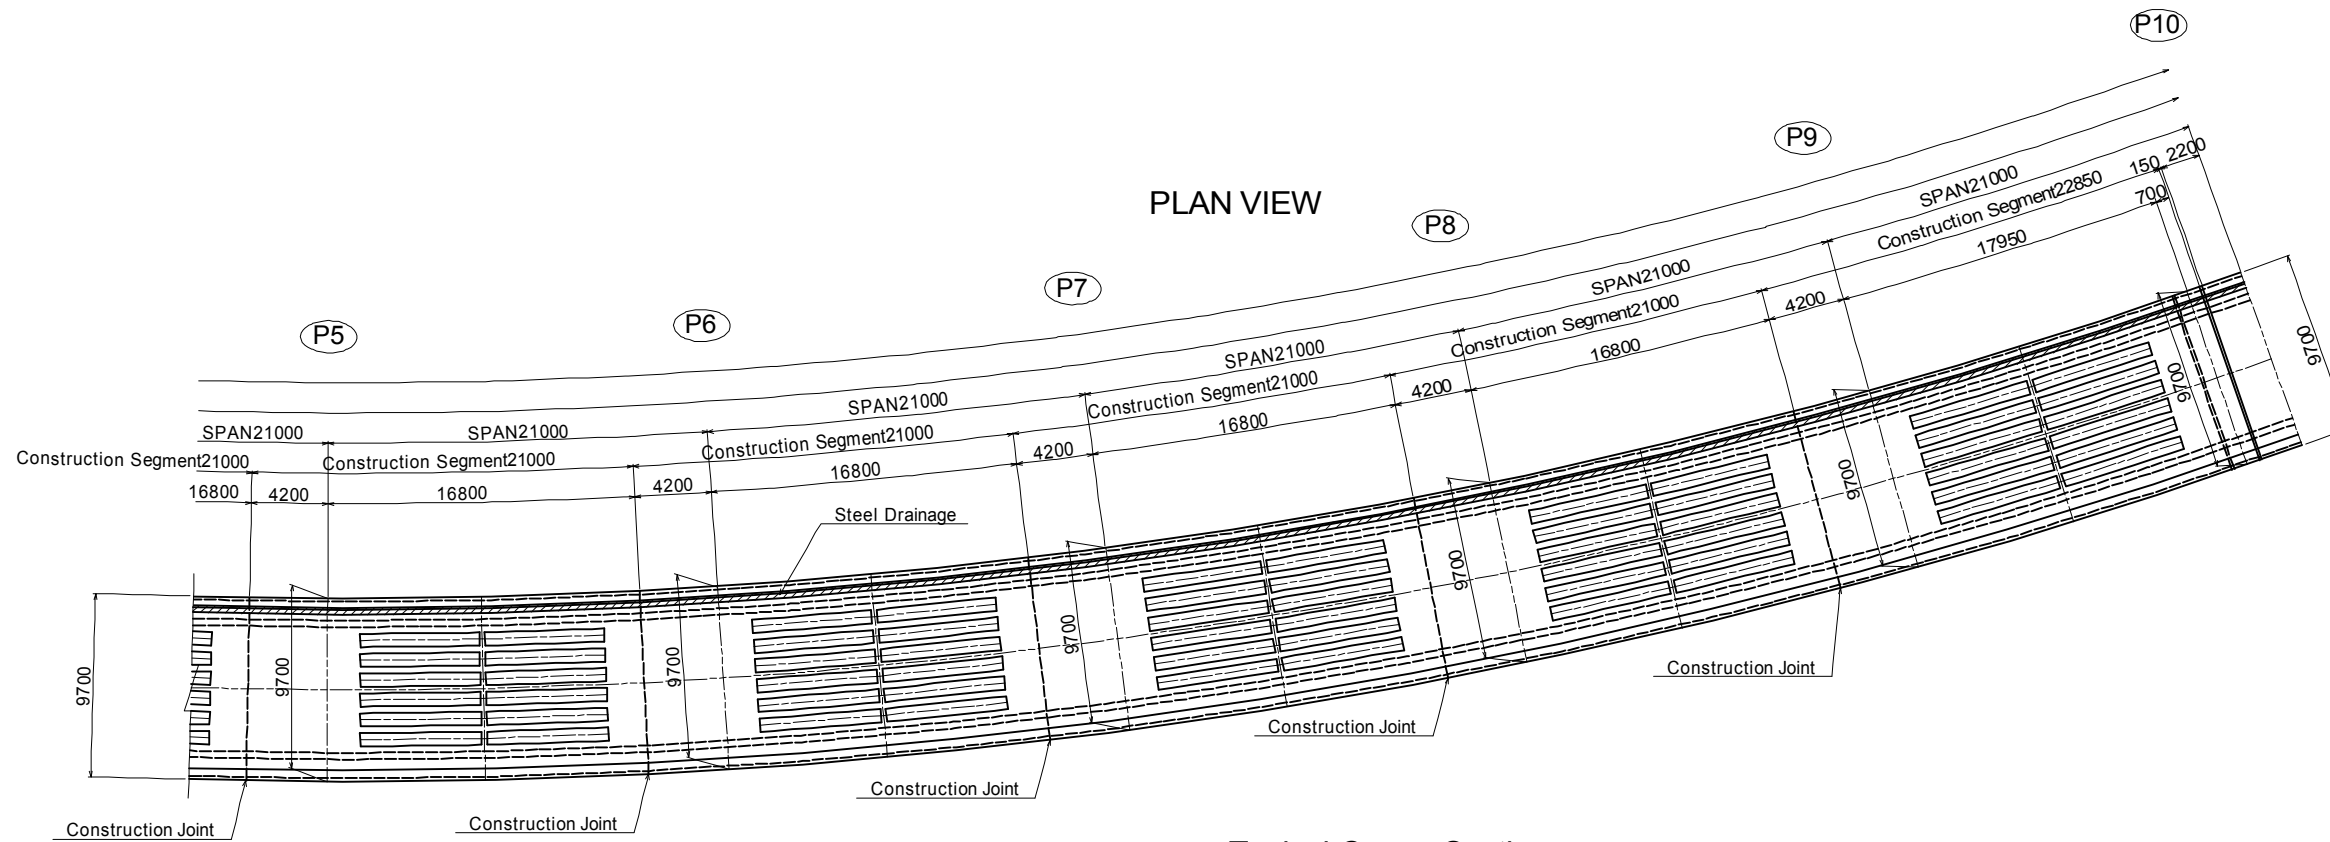 P10
P9
PLAN VIEW
P8
P7
P6
P5
150
2200
SPAN21000
Construction Segment22850
700
17950
SPAN21000
Construction Segment21000
4200
16800
SPAN21000
Construction Segment21000
4200
16800
SPAN21000
Construction Segment21000
4200
16800
SPAN21000
SPAN21000
Construction Segment21000
Construction Segment21000
16800
4200
16800
4200
Steel Drainage
9700
9700
9700
9700
9700
9700
9700
9700
Construction Joint
Construction Joint
Construction Joint
Construction Joint
Construction Joint